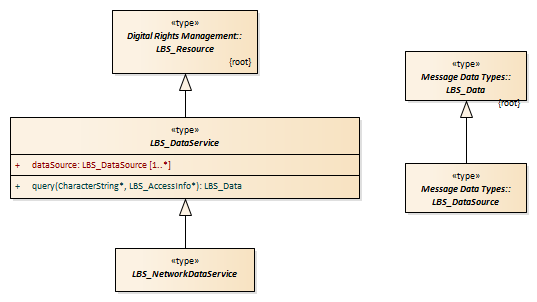 «type»
Digital Rights Management::
LBS_Resource
{root}
«type»
LBS_DataService
+ dataSource: LBS_DataSource [1..*]
+ query(CharacterString*, LBS_AccessInfo*): LBS_Data
«type»
LBS_NetworkDataService
«type»
Message Data Types::
LBS_Data
{root}
«type»
Message Data Types::
LBS_DataSource